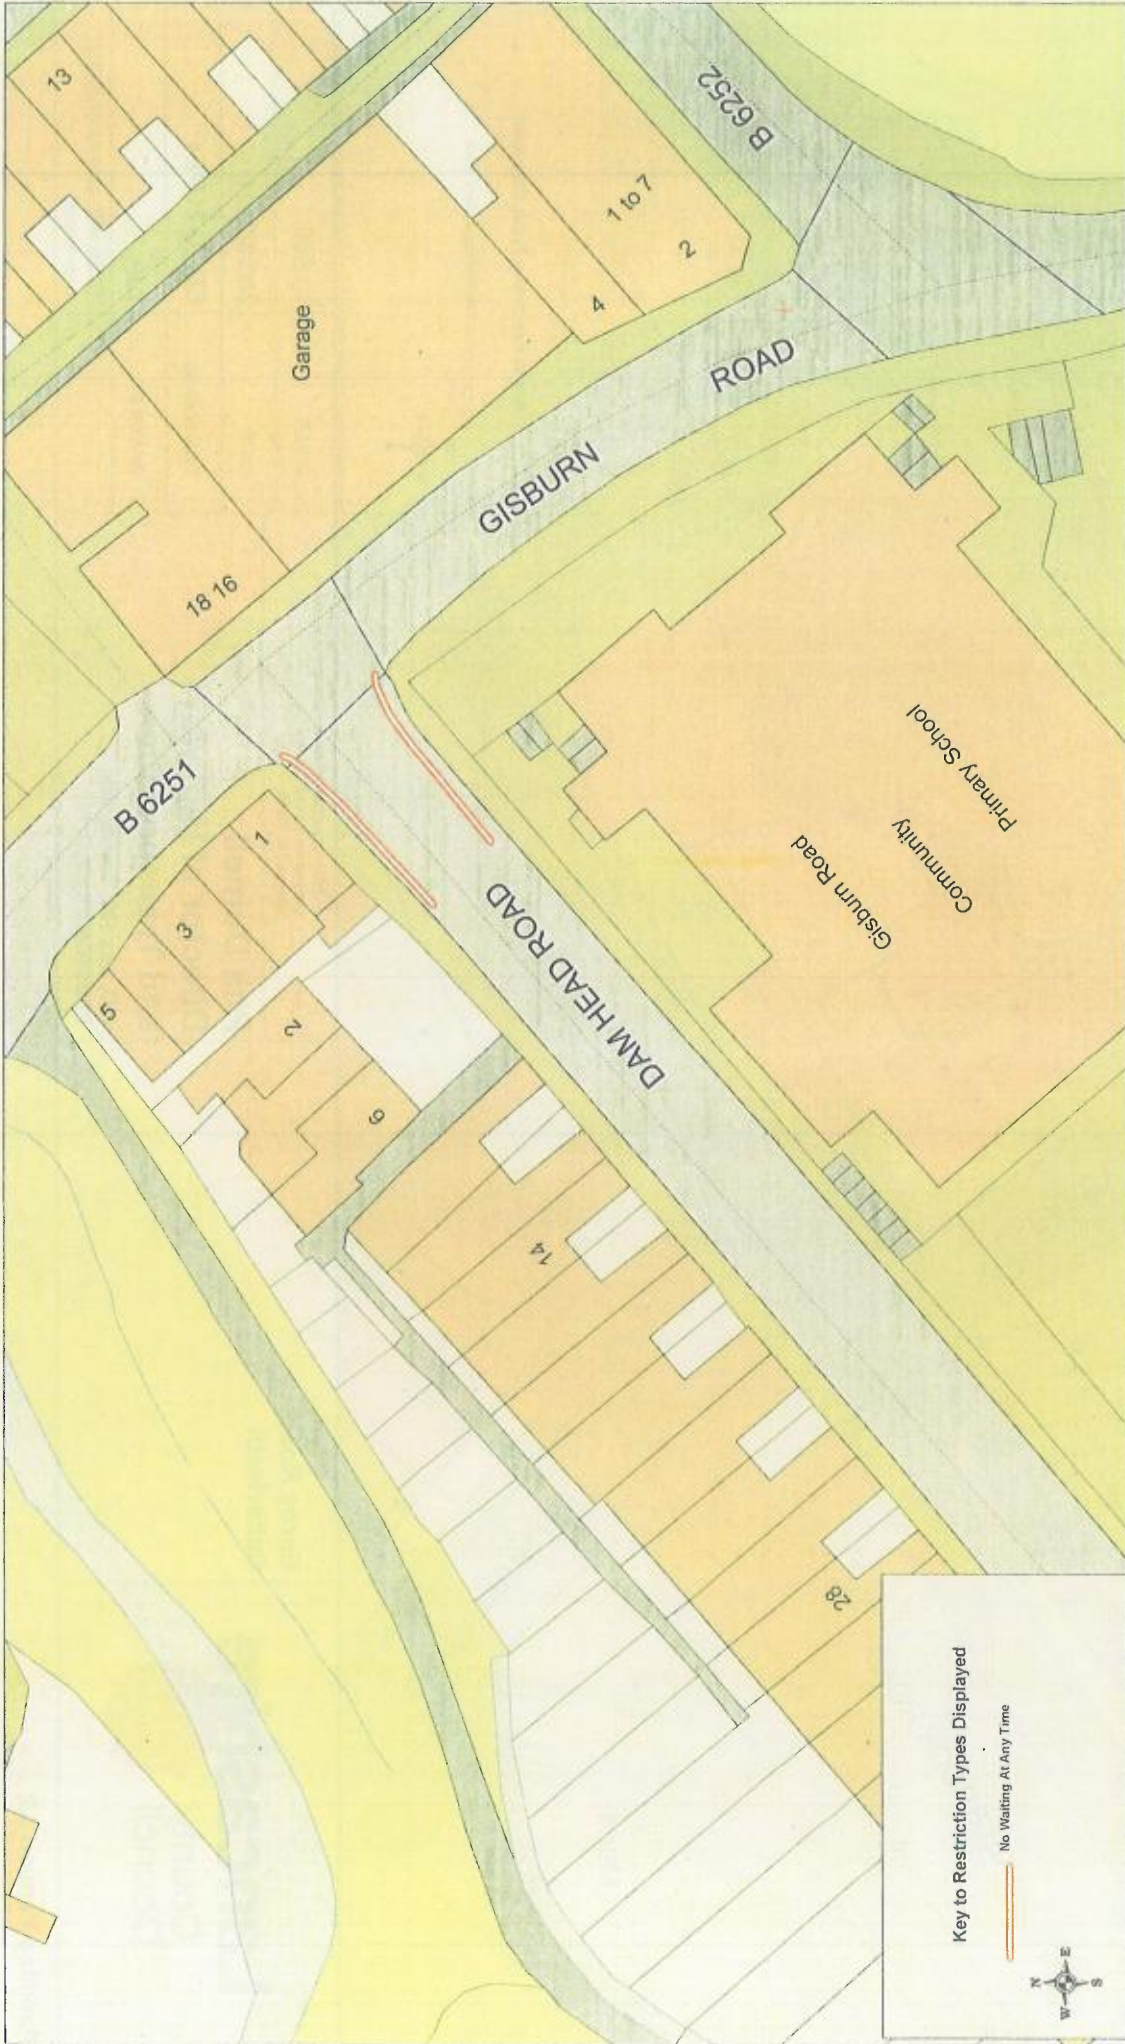 13
B 6252
1 to 7
2
4
Garage
ROAD
GISBURN
18 16
B 6251
1
3
5
2
6
DAM HEAD ROAD
Gisburn Road
Community
Primary School
14
28
Key to Restriction Types Displayed
No Waiting At Any Time
N
W
E
S